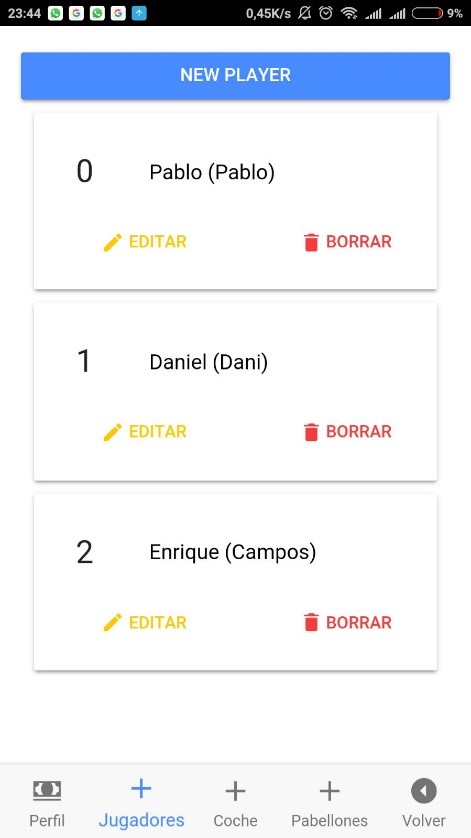 23:44 0,45K/s 9%
NEW PLAYER
0 Pablo (Pablo)
EDITAR BORRAR
1 Daniel (Dani)
EDITAR BORRAR
2 Enrique (Campos)
EDITAR BORRAR
Perfil Jugadores Coche Pabellones Volver